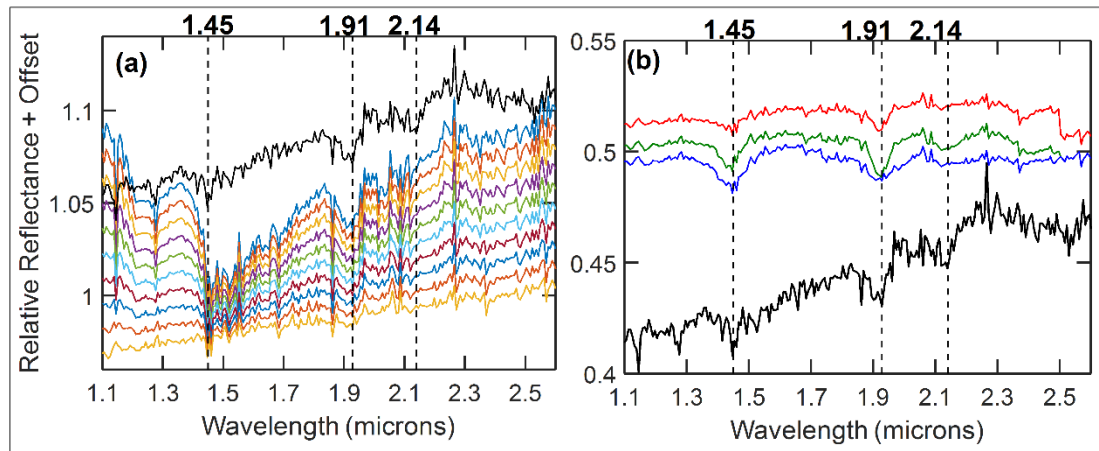 1.45 1.91 2.14
(a)
Relative Reflectance + Offset
1.1
1.05
1
1.1 1.3 1.5 1.7 1.9 2.1 2.3 2.5
Wavelength (microns)
1.45 1.91 2.14
(b)
0.55
0.5
0.45
0.4
1.1 1.3 1.5 1.7 1.9 2.1 2.3 2.5
Wavelength (microns)